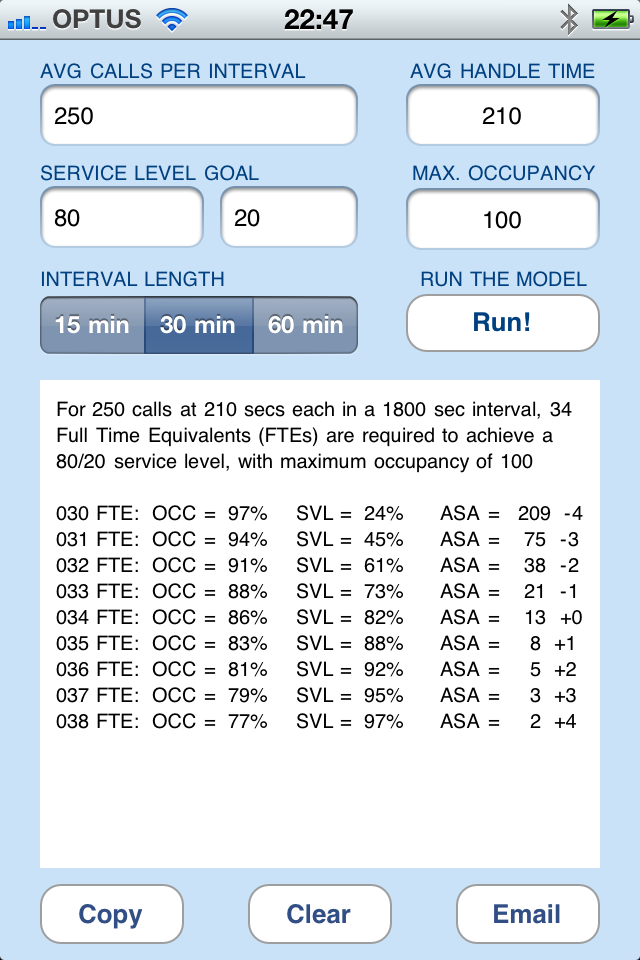 OPTUS 22:47
AVG CALLS PER INTERVAL AVG HANDLE TIME
250 210
SERVICE LEVEL GOAL MAX. OCCUPANCY
80 20 100
INTERVAL LENGTH RUN THE MODEL
15 min 30 min 60 min Run!
For 250 calls at 210 secs each in a 1800 sec interval, 34
Full Time Equivalents (FTEs) are required to achieve a
80/20 service level, with maximum occupancy of 100
030 FTE: OCC = 97% SVL = 24% ASA = 209 -4
031 FTE: OCC = 94% SVL = 45% ASA = 75 -3
032 FTE: OCC = 91% SVL = 61% ASA = 38 -2
033 FTE: OCC = 88% SVL = 73% ASA = 21 -1
034 FTE: OCC = 86% SVL = 82% ASA = 13 +0
035 FTE: OCC = 83% SVL = 88% ASA = 8 +1
036 FTE: OCC = 81% SVL = 92% ASA = 5 +2
037 FTE: OCC = 79% SVL = 95% ASA = 3 +3
038 FTE: OCC = 77% SVL = 97% ASA = 2 +4
Copy Clear Email